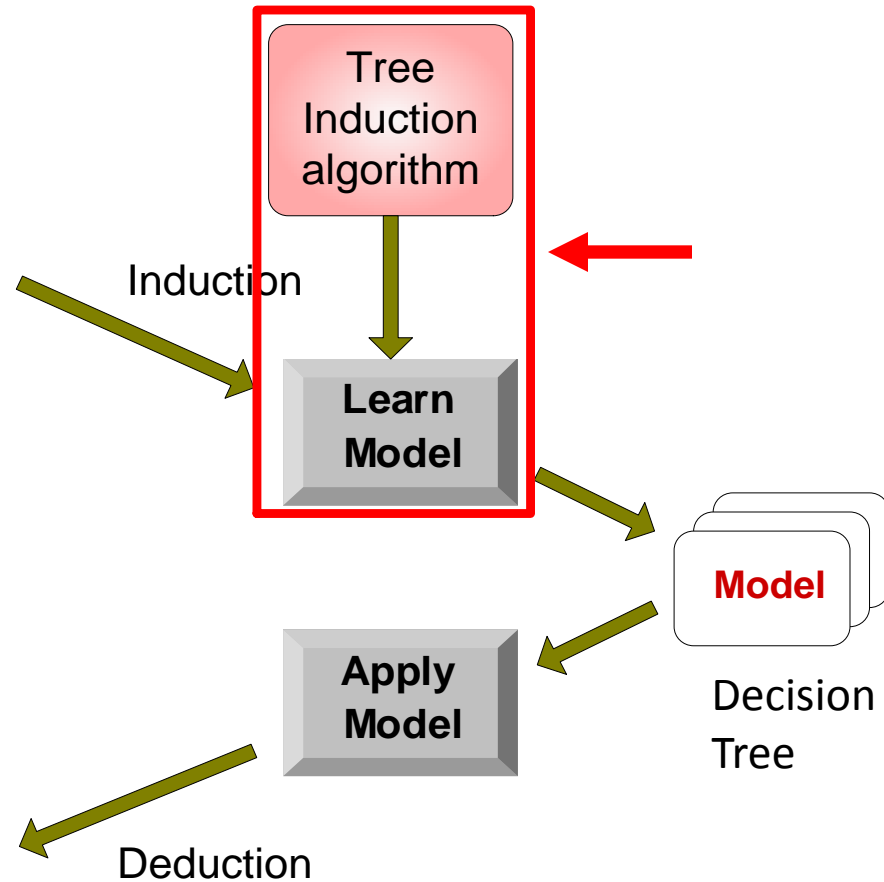 Tree
Induction
algorithm
Induction
Learn
Model
Model
Apply
Model
Decision
Tree
Deduction